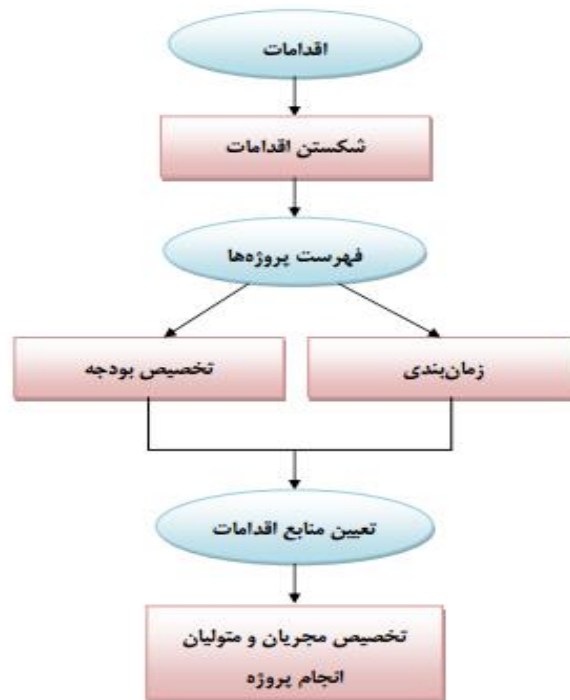 اقدامات
شکستن اقدامات
فهرست پروژه‌ها
زمان‌بندی
تخصیص بودجه
تعیین منابع اقدامات
تخصیص مجریان و متولیان
انجام پروژه